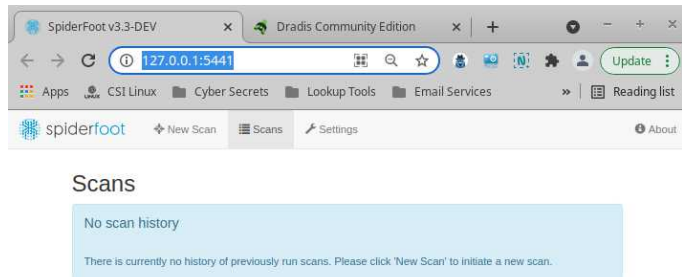 SpiderFoot v3.3-DEV
Dradis Community Edition
127.0.0.1:5441
Update
Apps
CSI Linux
Cyber Secrets
Lookup Tools
Email Services
»
Reading list
spiderfoot
New Scan
Scans
Settings
About
Scans
No scan history
There is currently no history of previously run scans. Please click 'New Scan' to initiate a new scan.